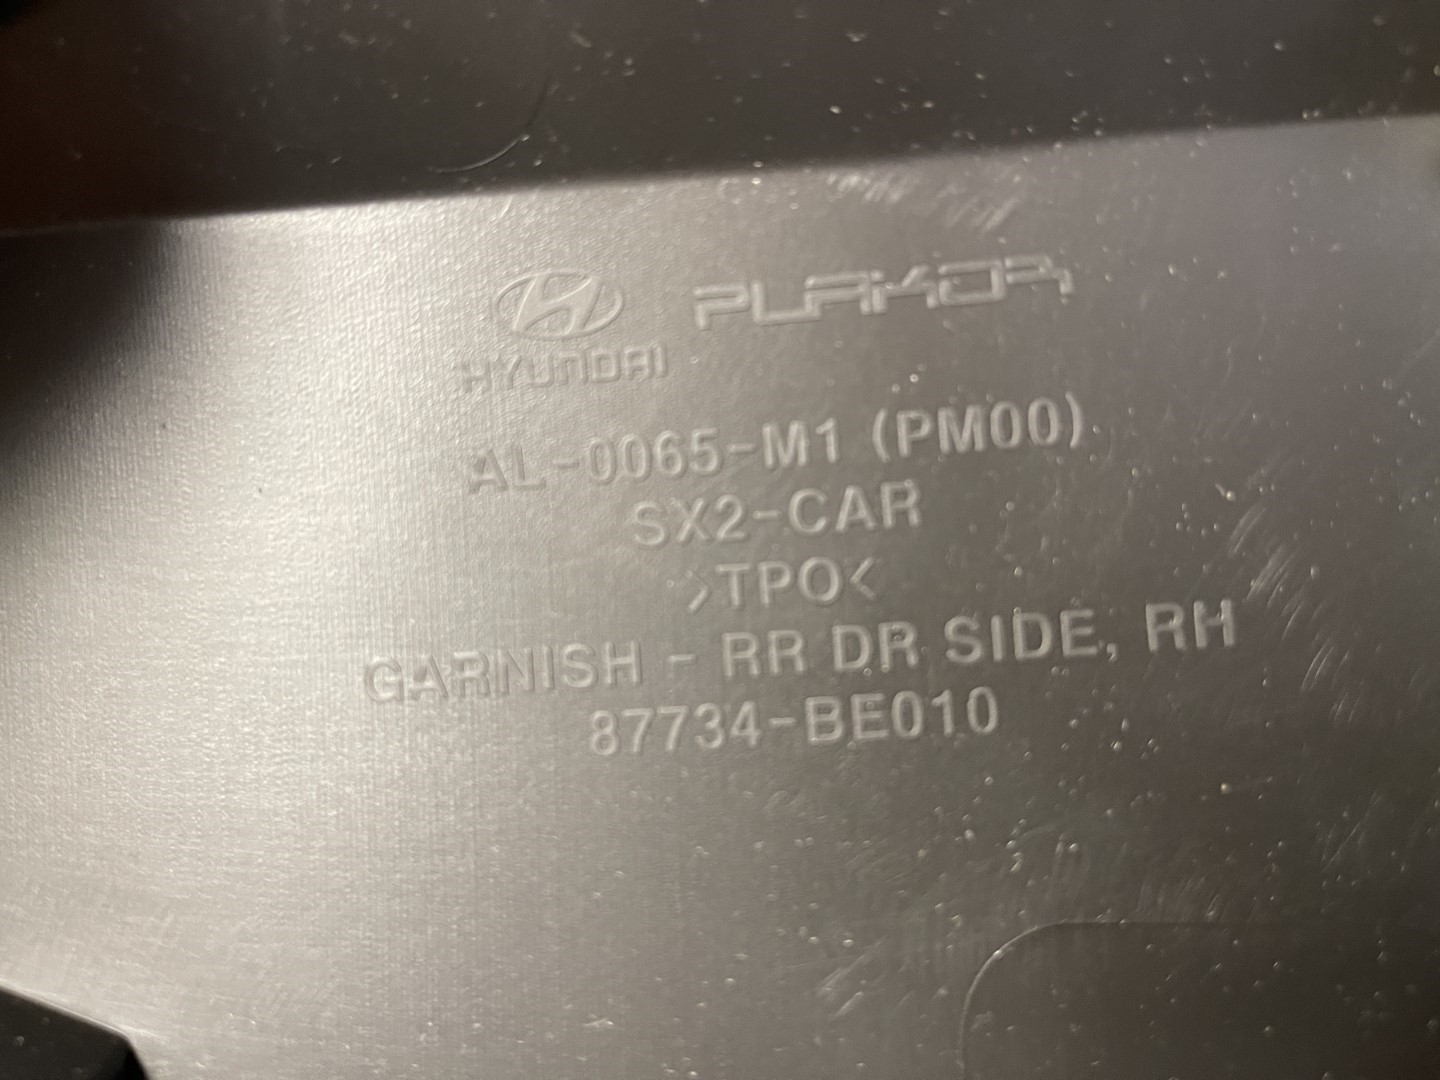 HYUNDAI
PLAKOR
AL-0065-M1 (PM00)
SX2-CAR
>TPO<
GARNISH - RR DR SIDE, RH
87734-BE010